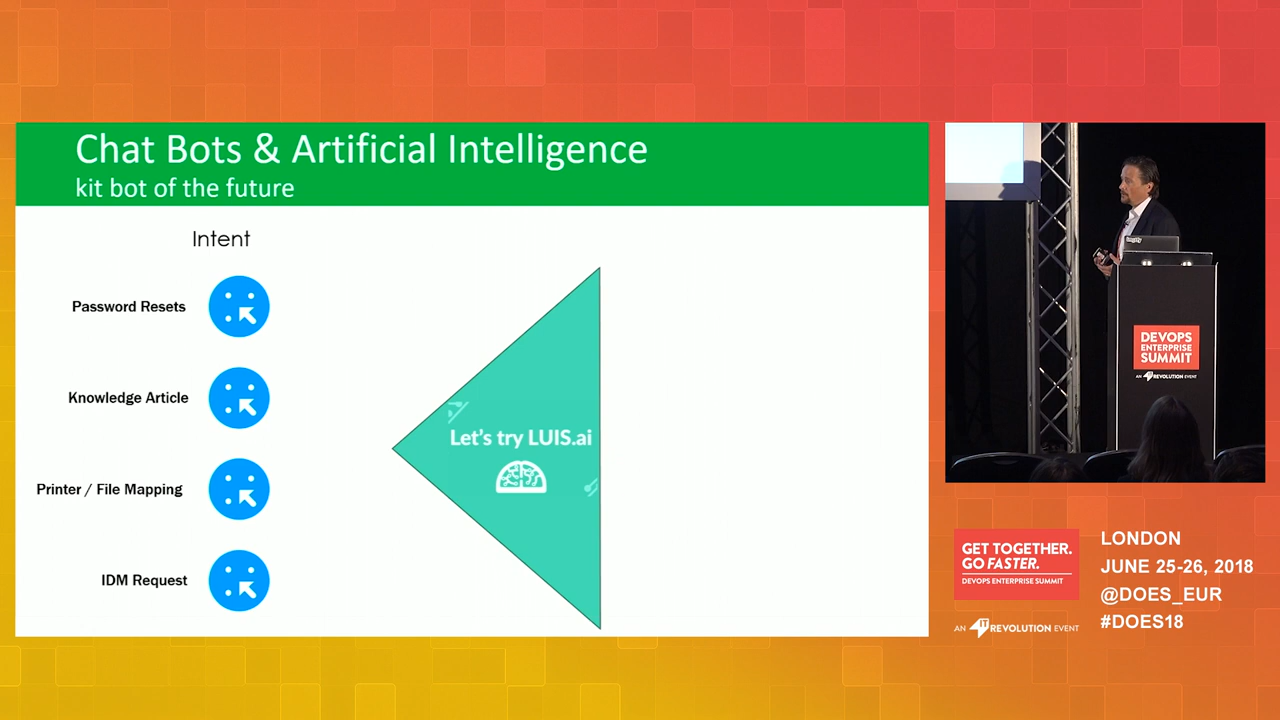 Chat Bots & Artificial Intelligence
kit bot of the future
Intent
Password Resets
Knowledge Article
Printer / File Mapping
IDM Request
Let's try LUIS.ai
DEVOPS
ENTERPRISE
SUMMIT
AN IT REVOLUTION EVENT
GET TOGETHER.
GO FASTER.
DEVOPS ENTERPRISE SUMMIT
AN IT REVOLUTION EVENT
LONDON
JUNE 25-26, 2018
@DOES_EUR
#DOES18